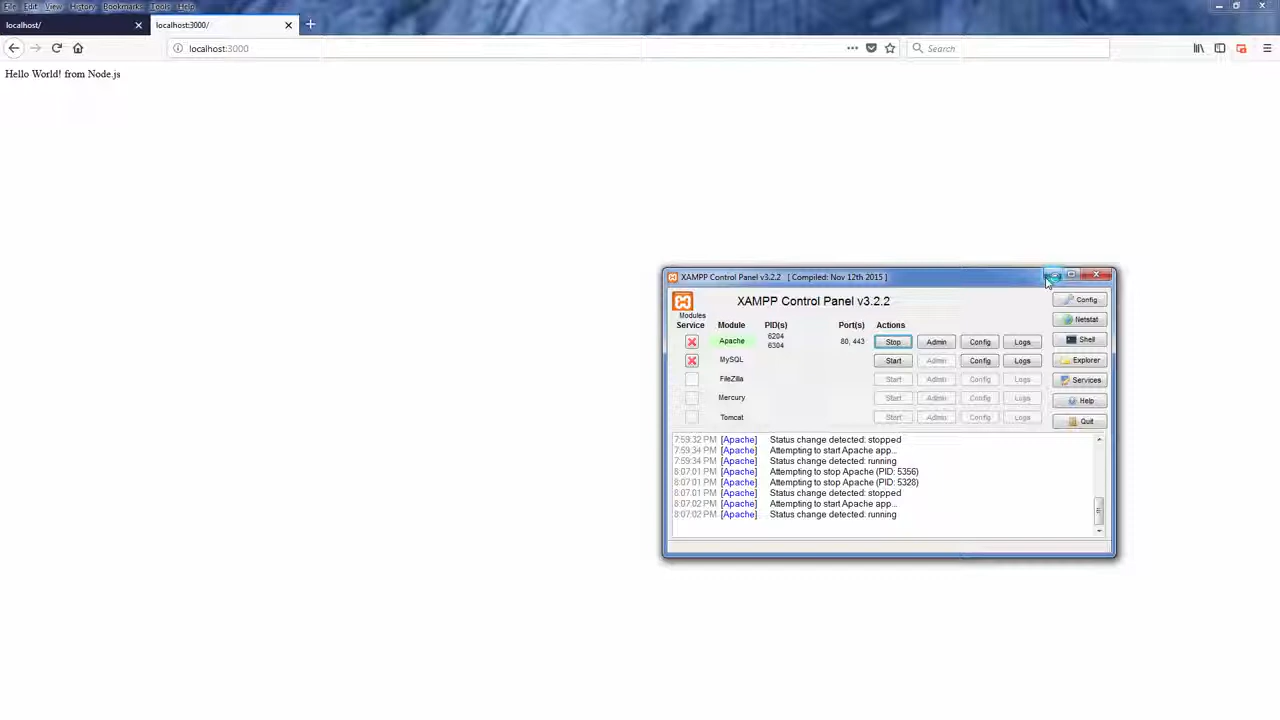 File Edit View History Bookmarks Tools Help
localhost/
localhost:3000/
localhost:3000
Search
Hello World! from Node.js
XAMPP Control Panel v3.2.2 [ Compiled: Nov 12th 2015 ]
XAMPP Control Panel v3.2.2
Config
Modules
Service Module PID(s) Port(s) Actions
Netstat
Apache 6204 6304 80, 443 Stop Admin Config Logs
Shell
MySQL Start Admin Config Logs
Explorer
FileZilla Start Admin Config Logs
Services
Mercury Start Admin Config Logs
Help
Tomcat Start Admin Config Logs
Quit
7:59:32 PM [Apache] Status change detected: stopped
7:59:34 PM [Apache] Attempting to start Apache app...
7:59:34 PM [Apache] Status change detected: running
8:07:01 PM [Apache] Attempting to stop Apache (PID: 5356)
8:07:01 PM [Apache] Attempting to stop Apache (PID: 5328)
8:07:01 PM [Apache] Status change detected: stopped
8:07:02 PM [Apache] Attempting to start Apache app...
8:07:02 PM [Apache] Status change detected: running